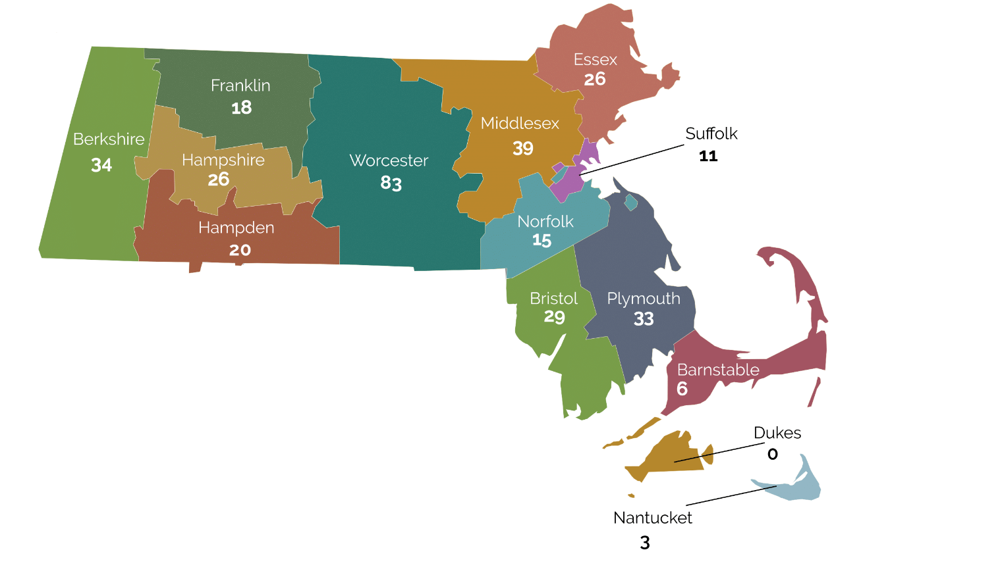 Essex
26
Franklin
18
Middlesex
39
Suffolk
11
Berkshire
34
Hampshire
26
Worcester
83
Hampden
20
Norfolk
15
Bristol
29
Plymouth
33
Barnstable
6
Dukes
0
Nantucket
3